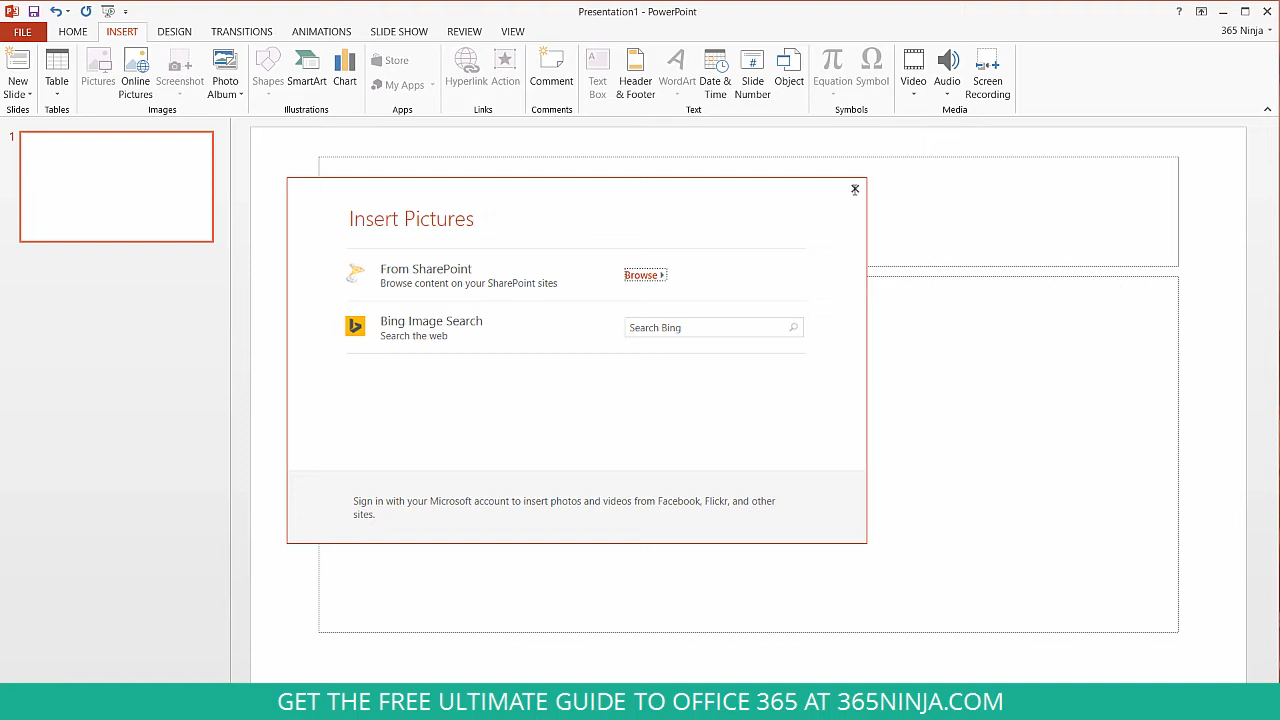 Presentation1 - PowerPoint
?
FILE HOME INSERT DESIGN TRANSITIONS ANIMATIONS SLIDE SHOW REVIEW VIEW 365 Ninja
New Slide
Table
Pictures
Online Pictures
Screenshot
Photo Album
Shapes
SmartArt
Chart
Store
My Apps
Hyperlink
Action
Comment
Text Box
Header & Footer
WordArt
Date & Time
Slide Number
Object
Equation
Symbol
Video
Audio
Screen Recording
Slides Tables Images Illustrations Apps Links Comments Text Symbols Media
1
Insert Pictures
From SharePoint
Browse content on your SharePoint sites
Browse
Bing Image Search
Search the web
Search Bing
Sign in with your Microsoft account to insert photos and videos from Facebook, Flickr, and other
sites.
GET THE FREE ULTIMATE GUIDE TO OFFICE 365 AT 365NINJA.COM